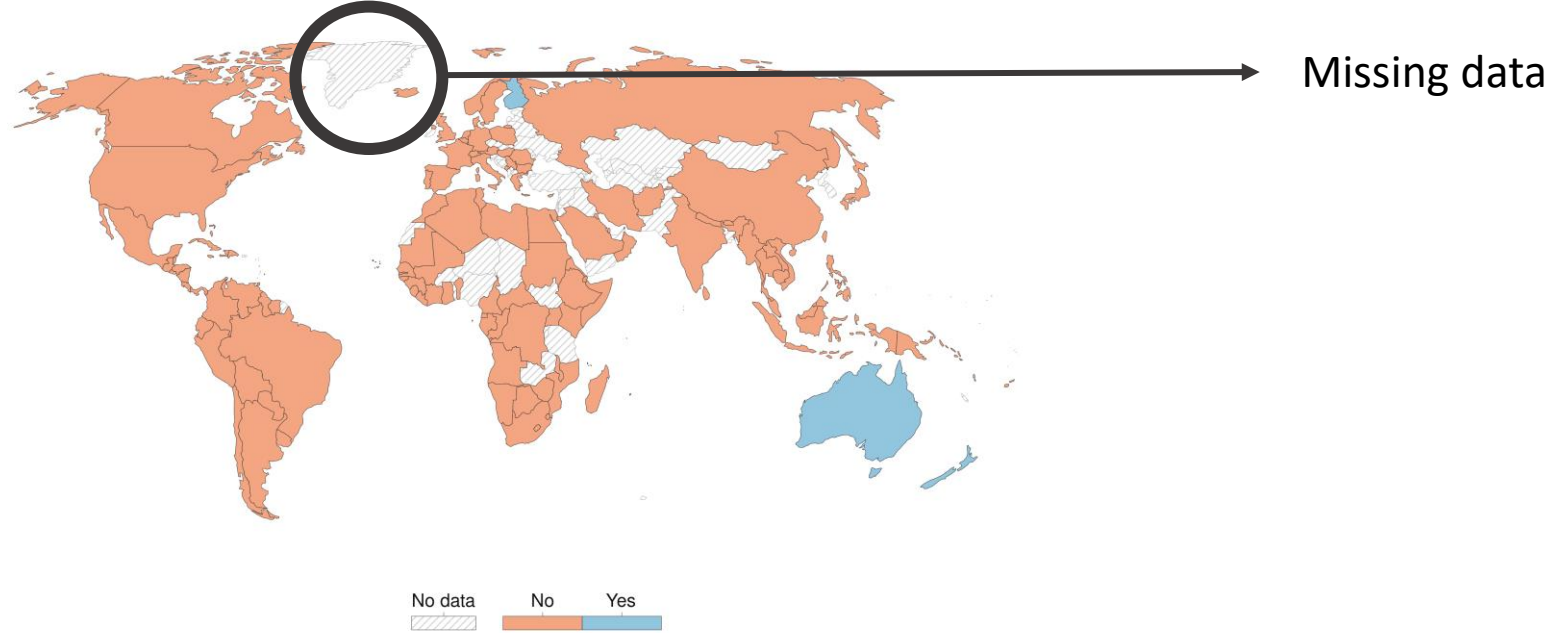 Missing data
No data
No
Yes